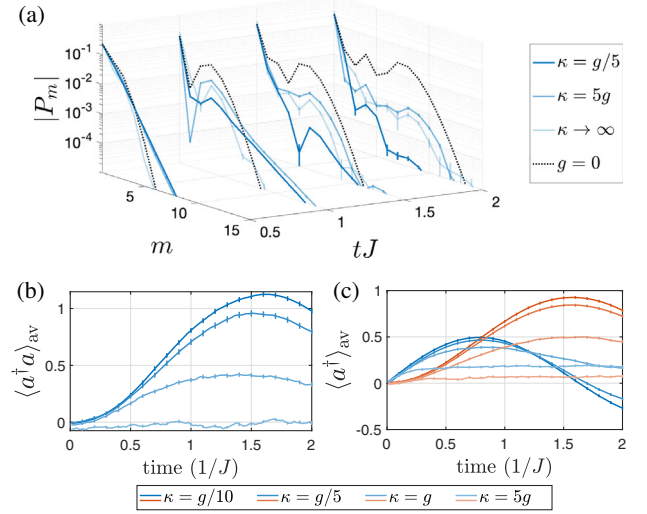 (a)
|P_m|
10^{-1}
10^{-2}
10^{-3}
10^{-4}
5
10
15
m
0.5
1
1.5
2
tJ
κ = g/5
κ = 5g
κ → ∞
g = 0
(b)
⟨a†a⟩_av
1
0.5
0
0 0.5 1 1.5 2
time (1/J)
(c)
⟨a†⟩_av
1
0.5
0
-0.5
0 0.5 1 1.5 2
time (1/J)
κ = g/10 κ = g/5 κ = g κ = 5g